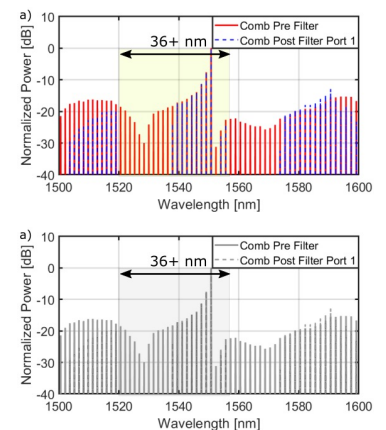 a)
Normalized Power [dB]
10
0
-10
-20
-30
-40
36+ nm
Comb Pre Filter
Comb Post Filter Port 1
1500
1520
1540
1560
1580
1600
Wavelength [nm]
a)
Normalized Power [dB]
10
0
-10
-20
-30
-40
36+ nm
Comb Pre Filter
Comb Post Filter Port 1
1500
1520
1540
1560
1580
1600
Wavelength [nm]